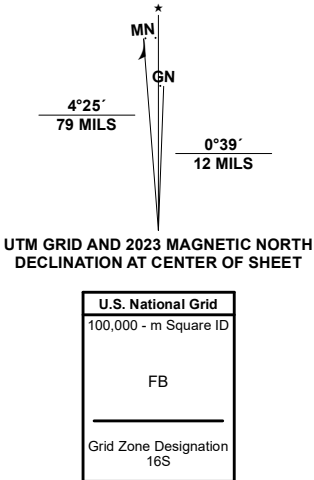 MN
GN
4°25´
79 MILS
0°39´
12 MILS
UTM GRID AND 2023 MAGNETIC NORTH
DECLINATION AT CENTER OF SHEET
U.S. National Grid
100,000 - m Square ID
FB
Grid Zone Designation
16S